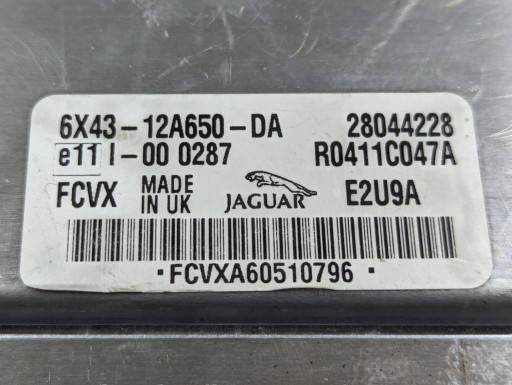 6X43-12A650-DA 28044228
e11 I-00 0287 R0411C047A
FCVX MADE IN UK JAGUAR E2U9A
·FCVXA60510796·